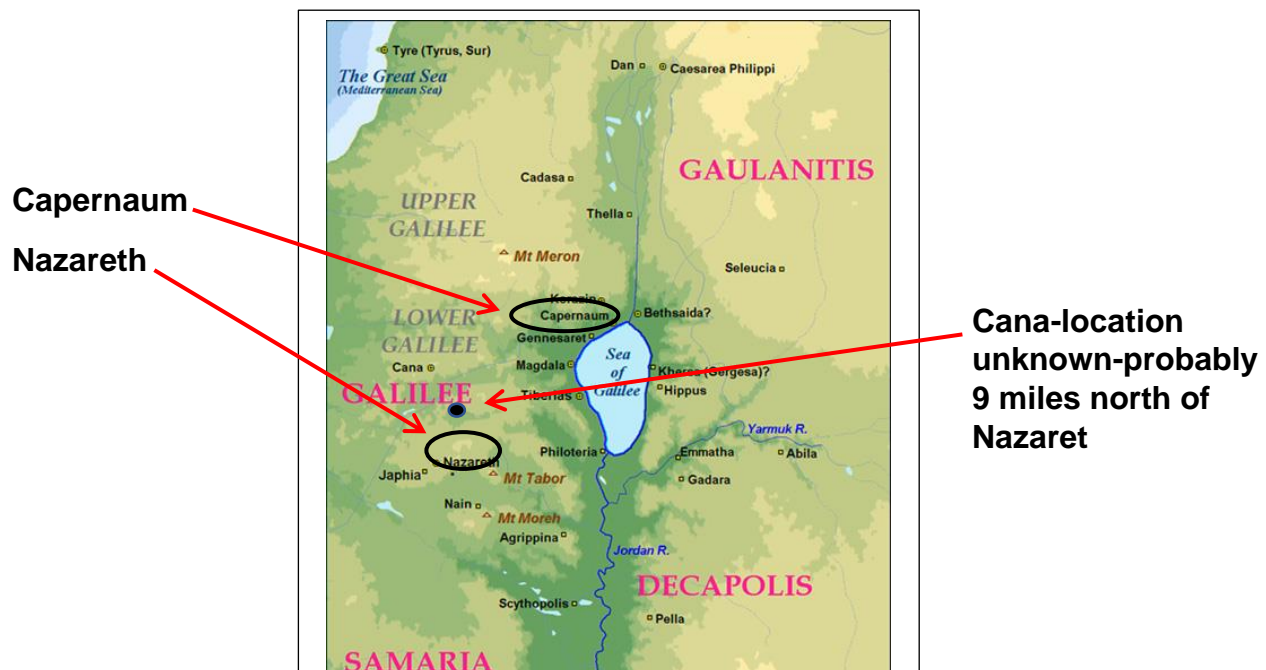 Tyre (Tyrus, Sur)
The Great Sea
(Mediterranean Sea)
Dan
Caesarea Philippi
GAULANITIS
Cadasa
Capernaum
UPPER
GALILEE
Thella
Nazareth
Mt Meron
Seleucia
Korazin
Capernaum
Bethsaida?
LOWER
GALILEE
Gennesaret
Cana-location
unknown-probably
9 miles north of
Nazaret
Sea
of
Galilee
Cana
Magdala
Kheres (Gergesa)?
GALILEE
Tiberias
Hippus
Yarmuk R.
Philoteria
Emmatha
Abila
Nazareth
Japhia
Mt Tabor
Gadara
Nain
Mt Moreh
Agrippina
Jordan R.
DECAPOLIS
Scythopolis
Pella
SAMARIA